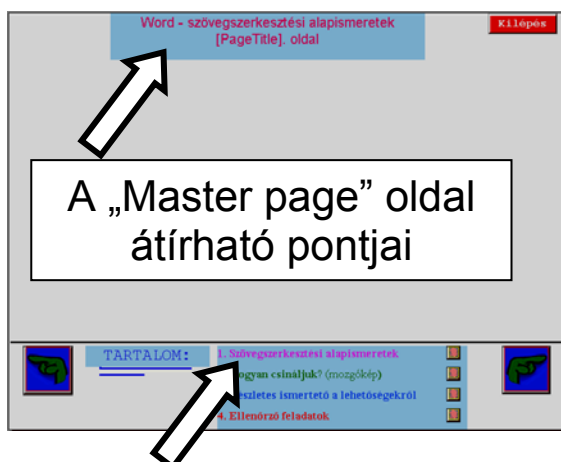 Word - szövegszerkesztési alapismeretek
[PageTitle]. oldal
Kilépés
A „Master page” oldal
átírható pontjai
TARTALOM:
1. Szövegszerkesztési alapismeretek
ogyan csináljuk? (mozgókép)
észletes ismertető a lehetőségekről
4. Ellenőrző feladatok